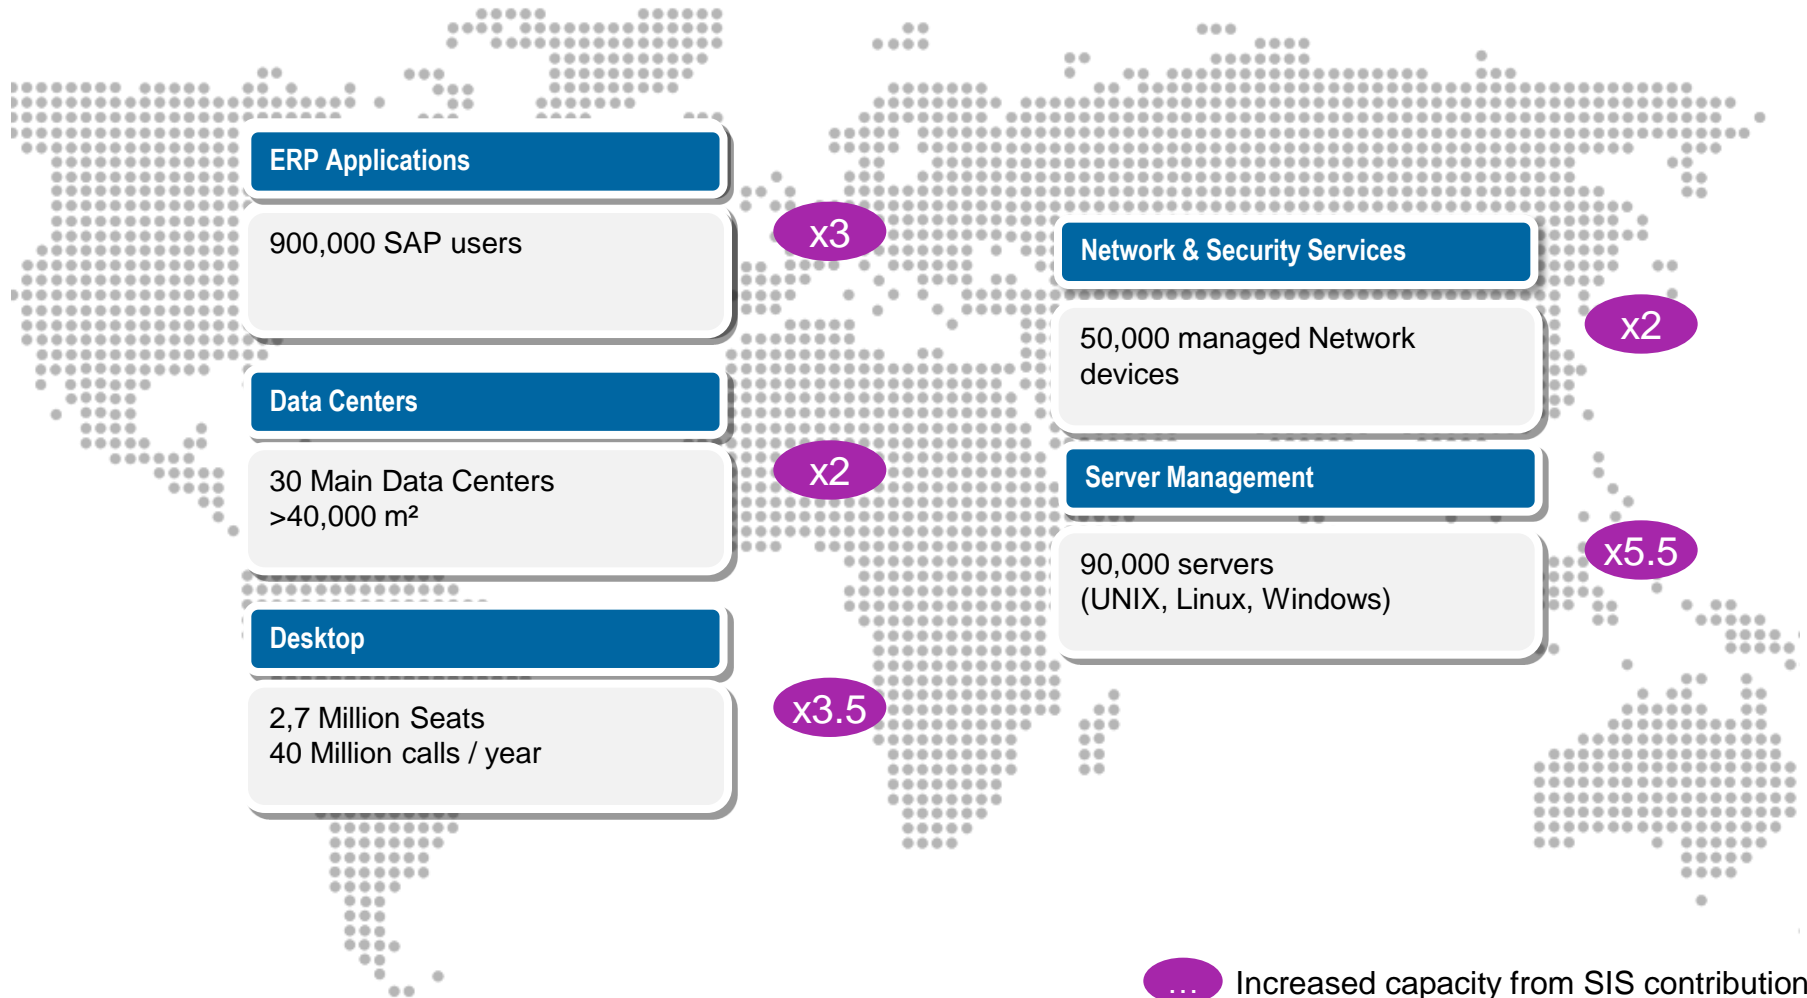 ERP Applications
900,000 SAP users
x3
Data Centers
30 Main Data Centers
>40,000 m²
x2
Desktop
2,7 Million Seats
40 Million calls / year
x3.5
Network & Security Services
50,000 managed Network
devices
x2
Server Management
90,000 servers
(UNIX, Linux, Windows)
x5.5
... Increased capacity from SIS contribution